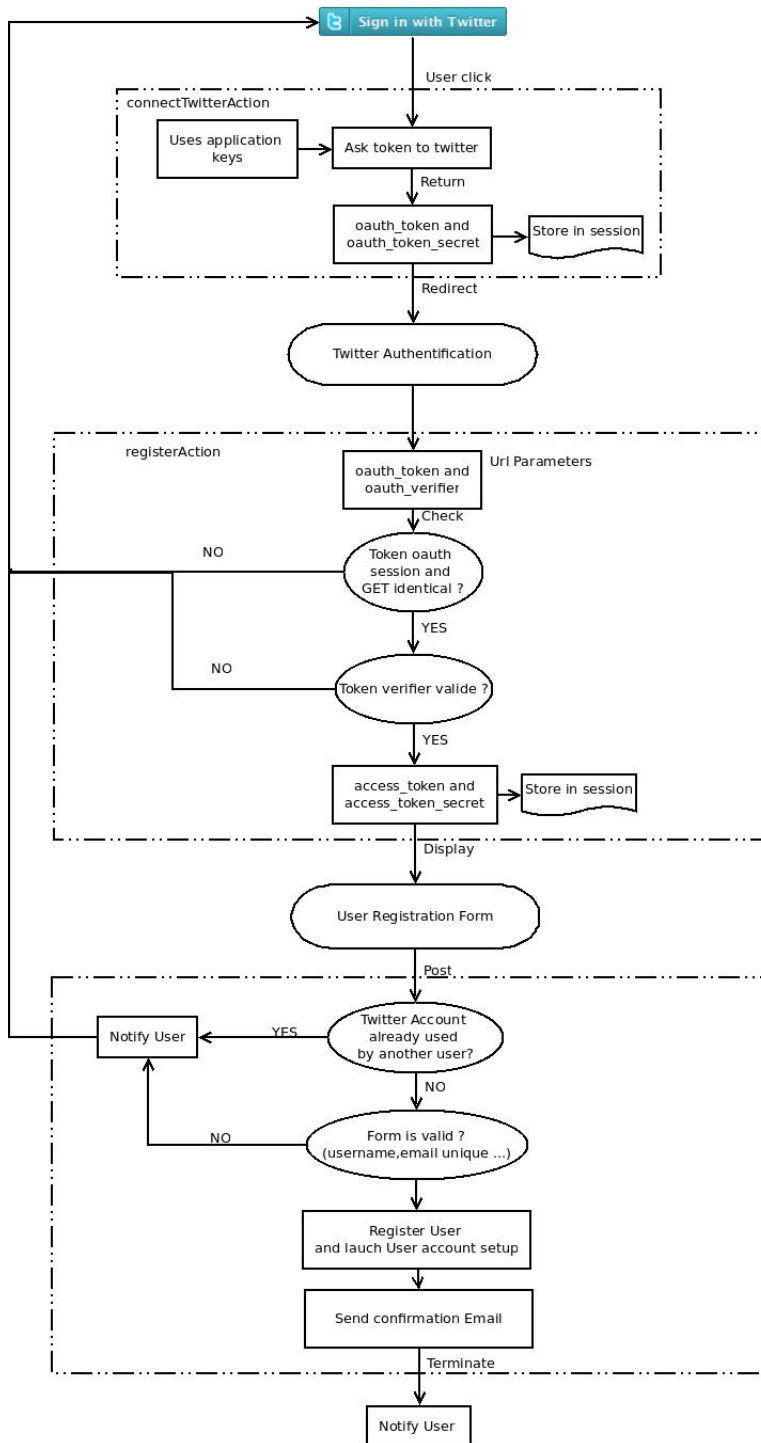 Sign in with Twitter
User click
connectTwitterAction
Uses application
keys
Ask token to twitter
Return
oauth_token and
oauth_token_secret
Store in session
Redirect
Twitter Authentification
registerAction
oauth_token and
oauth_verifier
Url Parameters
Check
Token oauth
session and
GET identical ?
NO
YES
Token verifier valide ?
NO
YES
access_token and
access_token_secret
Store in session
Display
User Registration Form
Post
Twitter Account
already used
by another user?
YES
Notify User
NO
Form is valid ?
(username,email unique ...)
NO
Register User
and lauch User account setup
Send confirmation Email
Terminate
Notify User